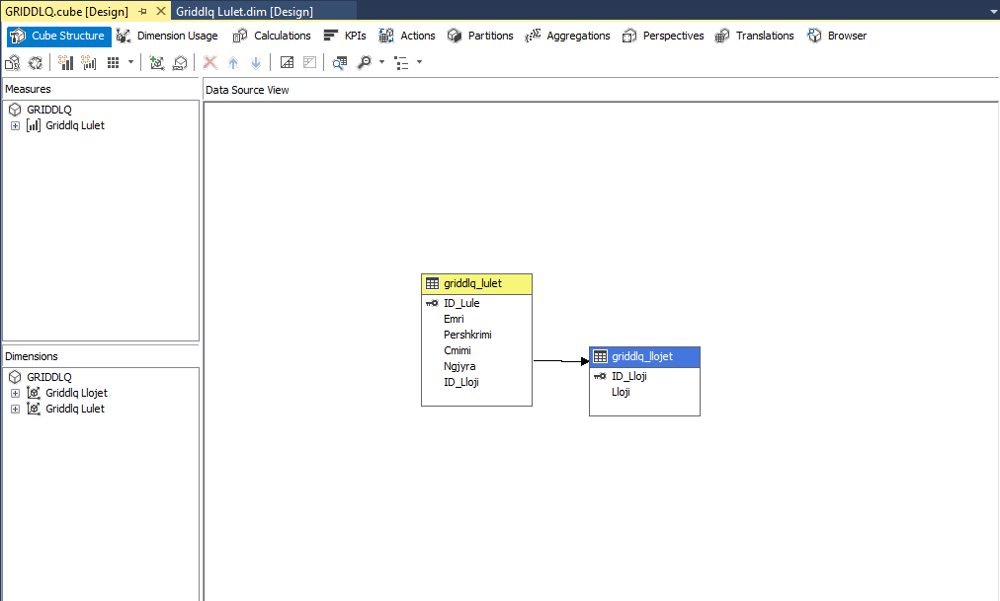 GRIDDLQ.cube [Design] Griddlq Lulet.dim [Design]
Cube Structure Dimension Usage Calculations KPIs Actions Partitions Aggregations Perspectives Translations Browser
Measures
GRIDDLQ
Griddlq Lulet
Data Source View
griddlq_lulet
ID_Lule
Emri
Pershkrimi
Cmimi
Ngjyra
ID_Lloji
griddlq_llojet
ID_Lloji
Lloji
Dimensions
GRIDDLQ
Griddlq Llojet
Griddlq Lulet